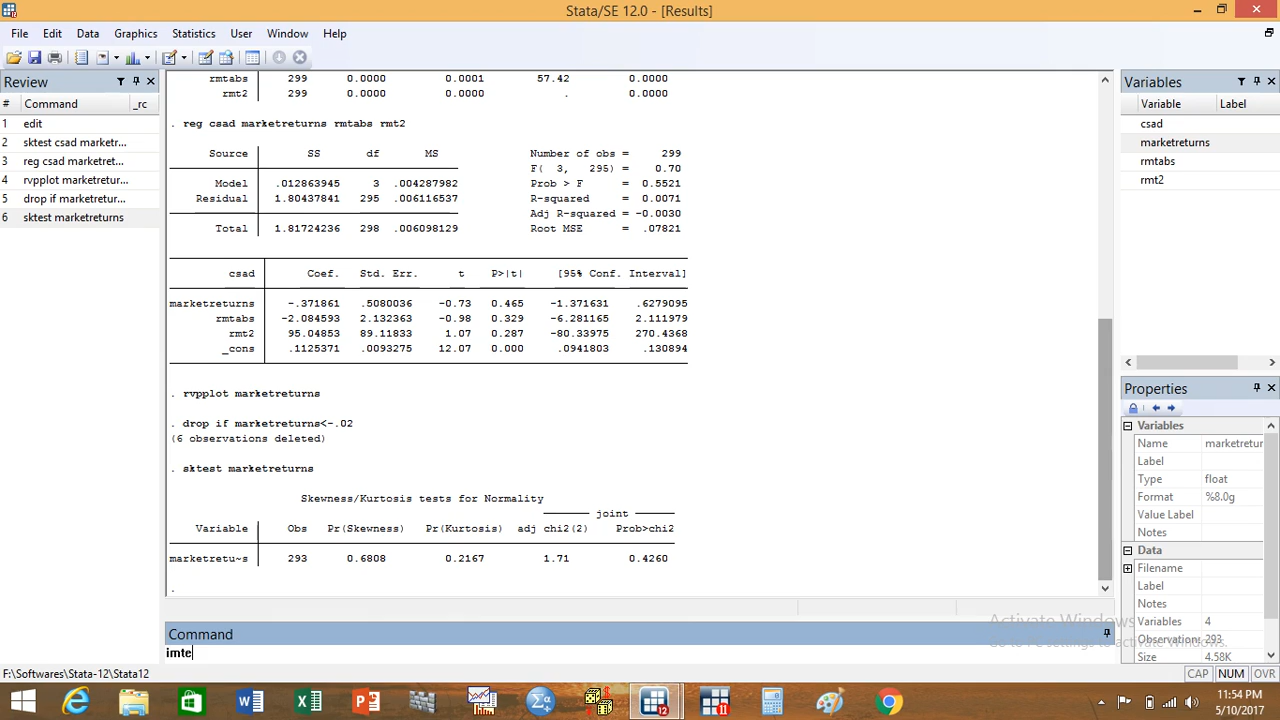 Stata/SE 12.0 - [Results]
File Edit Data Graphics Statistics User Window Help
Review
# Command _rc
1 edit
2 sktest csad marketr...
3 reg csad marketret...
4 rvpplot marketretur...
5 drop if marketretur...
6 sktest marketreturns
rmtabs 299 0.0000 0.0001 57.42 0.0000
rmt2 299 0.0000 0.0000 . 0.0000
. reg csad marketreturns rmtabs rmt2
Source SS df MS Number of obs = 299
F( 3, 295) = 0.70
Model .012863945 3 .004287982 Prob > F = 0.5521
Residual 1.80437841 295 .006116537 R-squared = 0.0071
Adj R-squared = -0.0030
Total 1.81724236 298 .006098129 Root MSE = .07821
csad Coef. Std. Err. t P>|t| [95% Conf. Interval]
marketreturns -.371861 .5080036 -0.73 0.465 -1.371631 .6279095
rmtabs -2.084593 2.132363 -0.98 0.329 -6.281165 2.111979
rmt2 95.04853 89.11833 1.07 0.287 -80.33975 270.4368
_cons .1125371 .0093275 12.07 0.000 .0941803 .130894
. rvpplot marketreturns
. drop if marketreturns<-.02
(6 observations deleted)
. sktest marketreturns
Skewness/Kurtosis tests for Normality
joint
Variable Obs Pr(Skewness) Pr(Kurtosis) adj chi2(2) Prob>chi2
marketretu~s 293 0.6808 0.2167 1.71 0.4260
.
Command
imte
Variables
Variable Label
csad
marketreturns
rmtabs
rmt2
Properties
Variables
Name marketretur
Label
Type float
Format %8.0g
Value Label
Notes
Data
Filename
Label
Notes
Variables 4
Observation: 293
Size 4.58K
Activate Windows
Go to PC settings to activate Windows.
F:\Softwares\Stata-12\Stata12
CAP NUM OVR
11:54 PM
5/10/2017